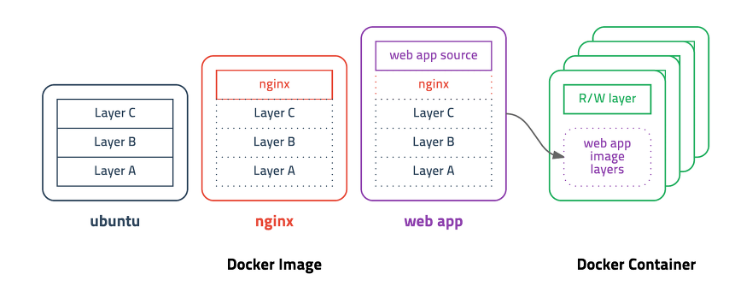 Layer C
Layer B
Layer A
ubuntu
nginx
Layer C
Layer B
Layer A
nginx
web app source
nginx
Layer C
Layer B
Layer A
web app
R/W layer
web app
image
layers
Docker Image
Docker Container